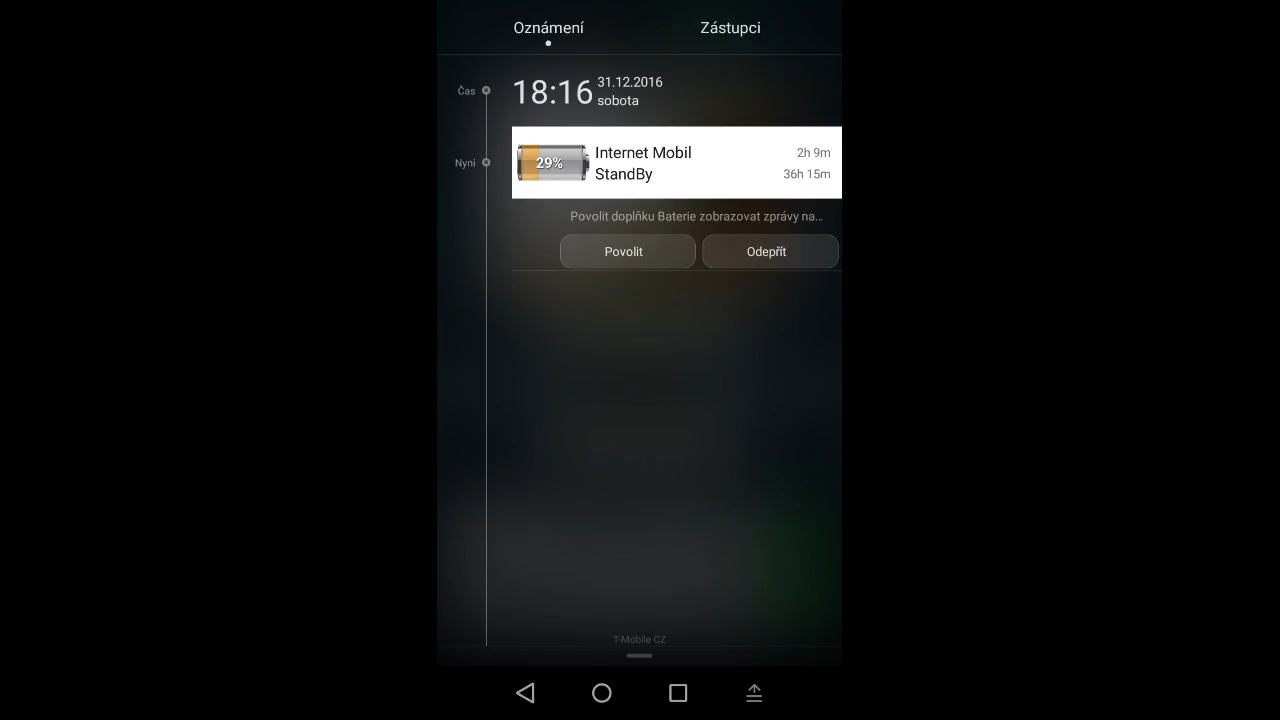 Oznámení Zástupci
Čas 18:16 31.12.2016
sobota
Nyní 29% Internet Mobil 2h 9m
StandBy 36h 15m
Povolit doplňku Baterie zobrazovat zprávy na…
Povolit Odepřít
T-Mobile CZ